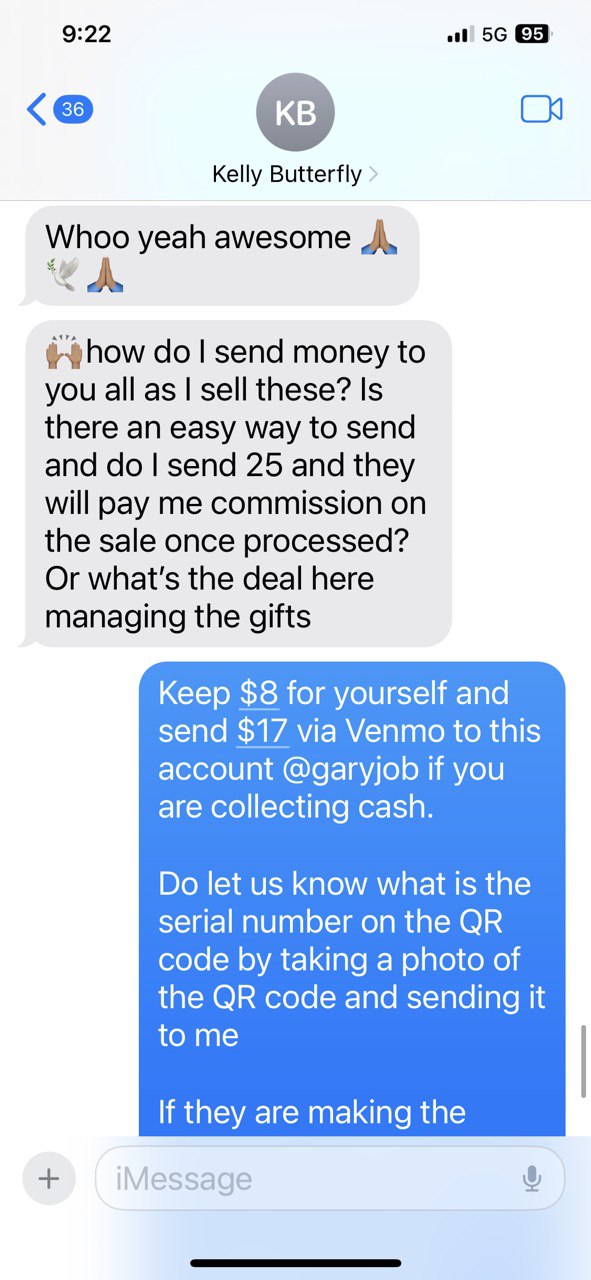 9:22
5G 95
36
KB
Kelly Butterfly
Whoo yeah awesome 🙏🏽
🕊️🙏🏽
🙌🏽how do I send money to
you all as I sell these? Is
there an easy way to send
and do I send 25 and they
will pay me commission on
the sale once processed?
Or what’s the deal here
managing the gifts
Keep $8 for yourself and
send $17 via Venmo to this
account @garyjob if you
are collecting cash.
Do let us know what is the
serial number on the QR
code by taking a photo of
the QR code and sending it
to me
If they are making the
iMessage